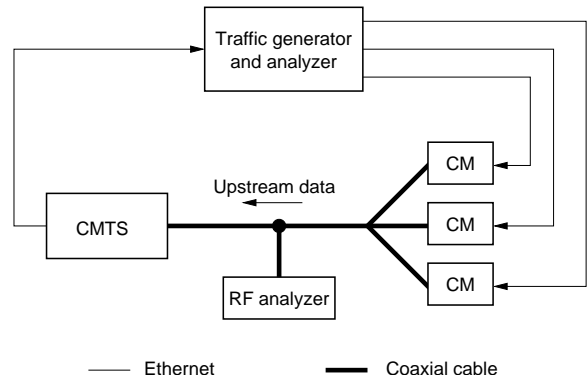 Traffic generator
and analyzer
CM
Upstream data
CMTS
CM
RF analyzer
CM
Ethernet
Coaxial cable